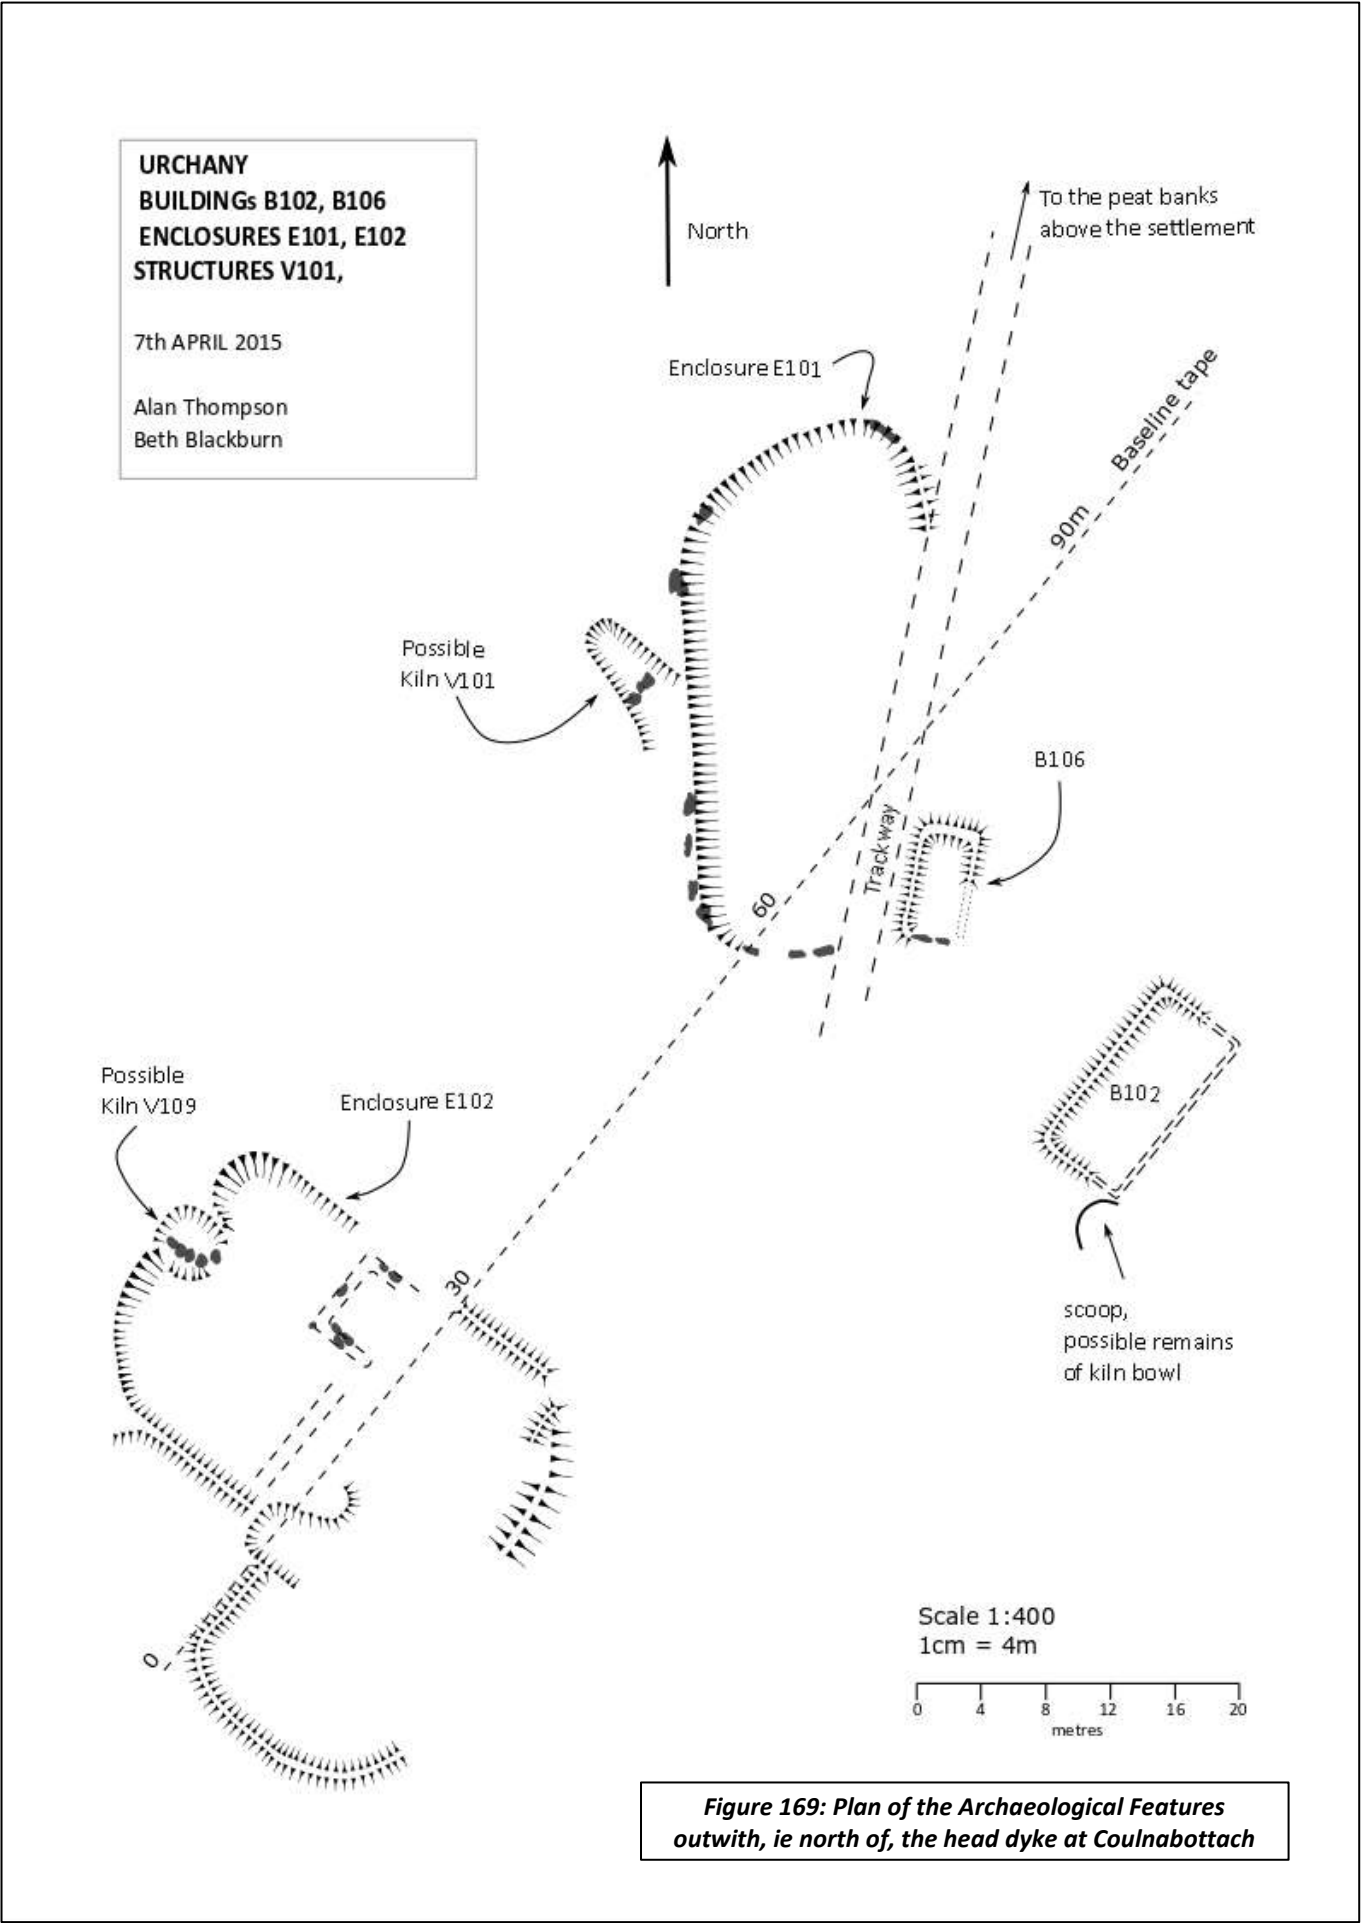 URCHANY
BUILDINGs B102, B106
ENCLOSURES E101, E102
STRUCTURES V101,
7th APRIL 2015
Alan Thompson
Beth Blackburn
North
To the peat banks
above the settlement
Enclosure E101
Baseline tape
90m
Possible
Kiln V101
B106
Trackway
60
B102
Possible
Kiln V109
Enclosure E102
30
scoop,
possible remains
of kiln bowl
0
Scale 1:400
1cm = 4m
0 4 8 12 16 20
metres
Figure 169: Plan of the Archaeological Features
outwith, ie north of, the head dyke at Coulnabottach